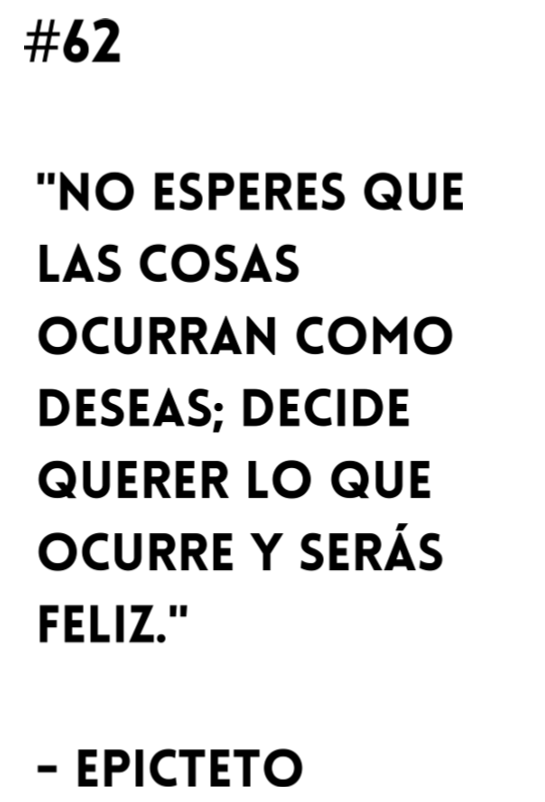 #62
"NO ESPERES QUE
LAS COSAS
OCURRAN COMO
DESEAS; DECIDE
QUERER LO QUE
OCURRE Y SERÁS
FELIZ."
- EPICTETO